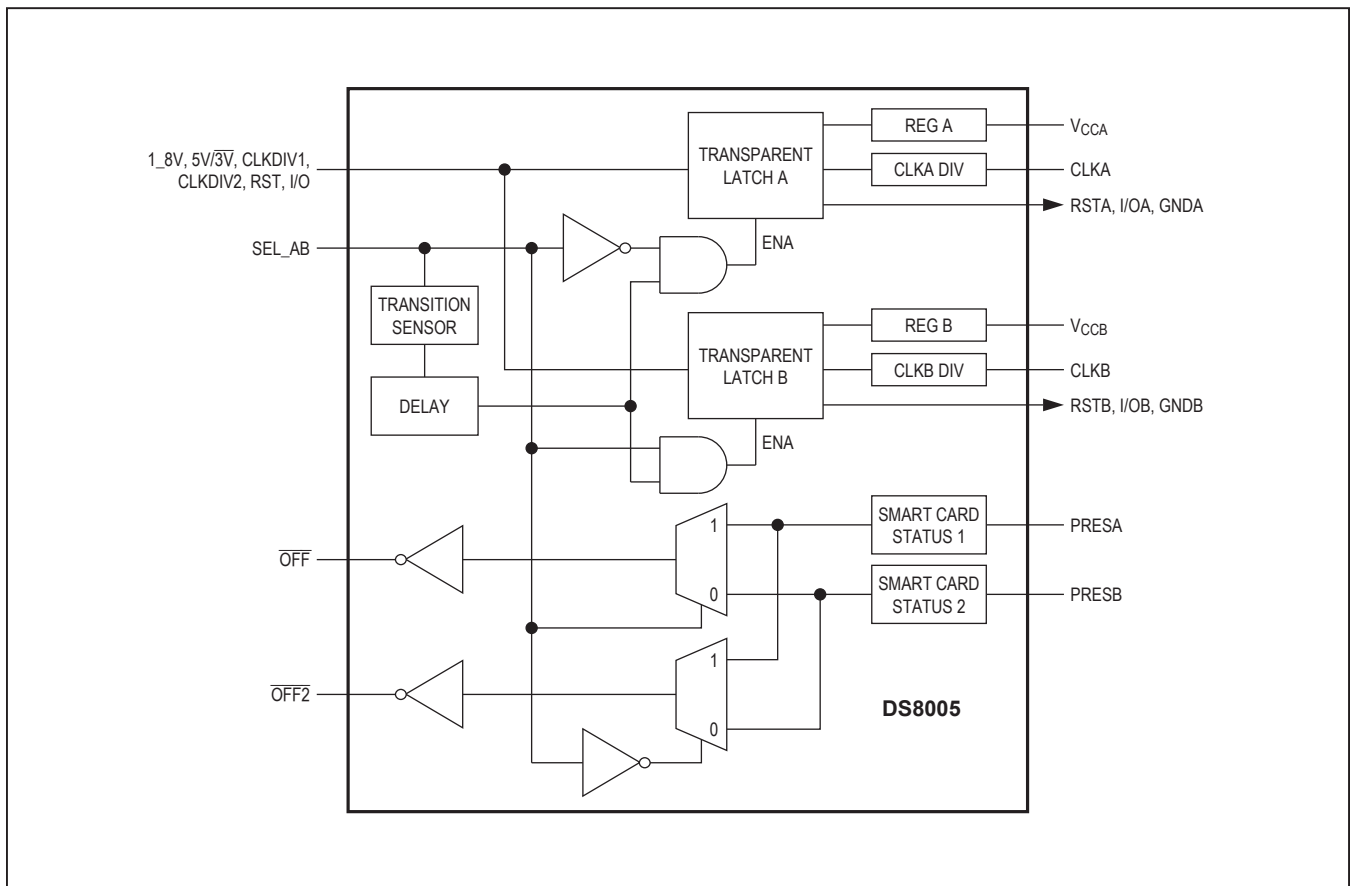 1_8V, 5V/3V, CLKDIV1,
CLKDIV2, RST, I/O
SEL_AB
TRANSITION
SENSOR
DELAY
TRANSPARENT
LATCH A
ENA
REG A
VCCA
CLKA DIV
CLKA
RSTA, I/OA, GNDA
TRANSPARENT
LATCH B
ENA
REG B
VCCB
CLKB DIV
CLKB
RSTB, I/OB, GNDB
OFF
1
0
SMART CARD
STATUS 1
PRESA
SMART CARD
STATUS 2
PRESB
OFF2
1
0
DS8005